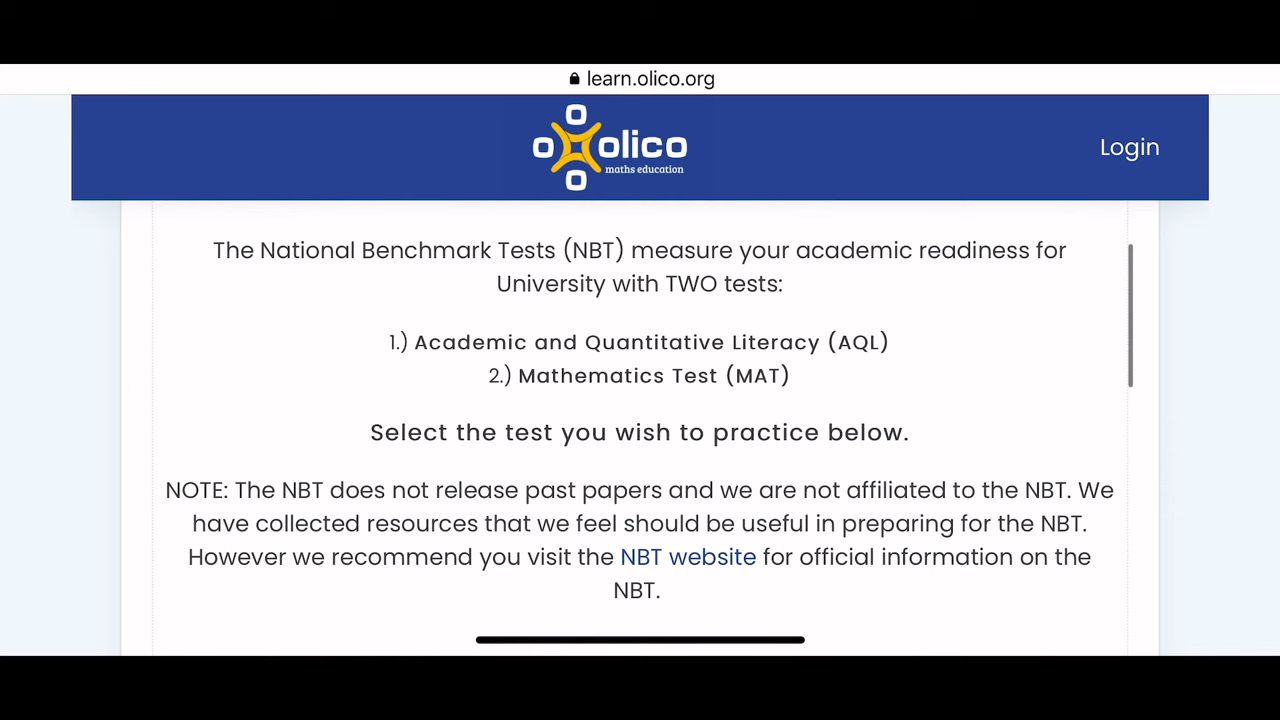 learn.olico.org
olico
maths education
Login
The National Benchmark Tests (NBT) measure your academic readiness for
University with TWO tests:
1.) Academic and Quantitative Literacy (AQL)
2.) Mathematics Test (MAT)
Select the test you wish to practice below.
NOTE: The NBT does not release past papers and we are not affiliated to the NBT. We
have collected resources that we feel should be useful in preparing for the NBT.
However we recommend you visit the NBT website for official information on the
NBT.